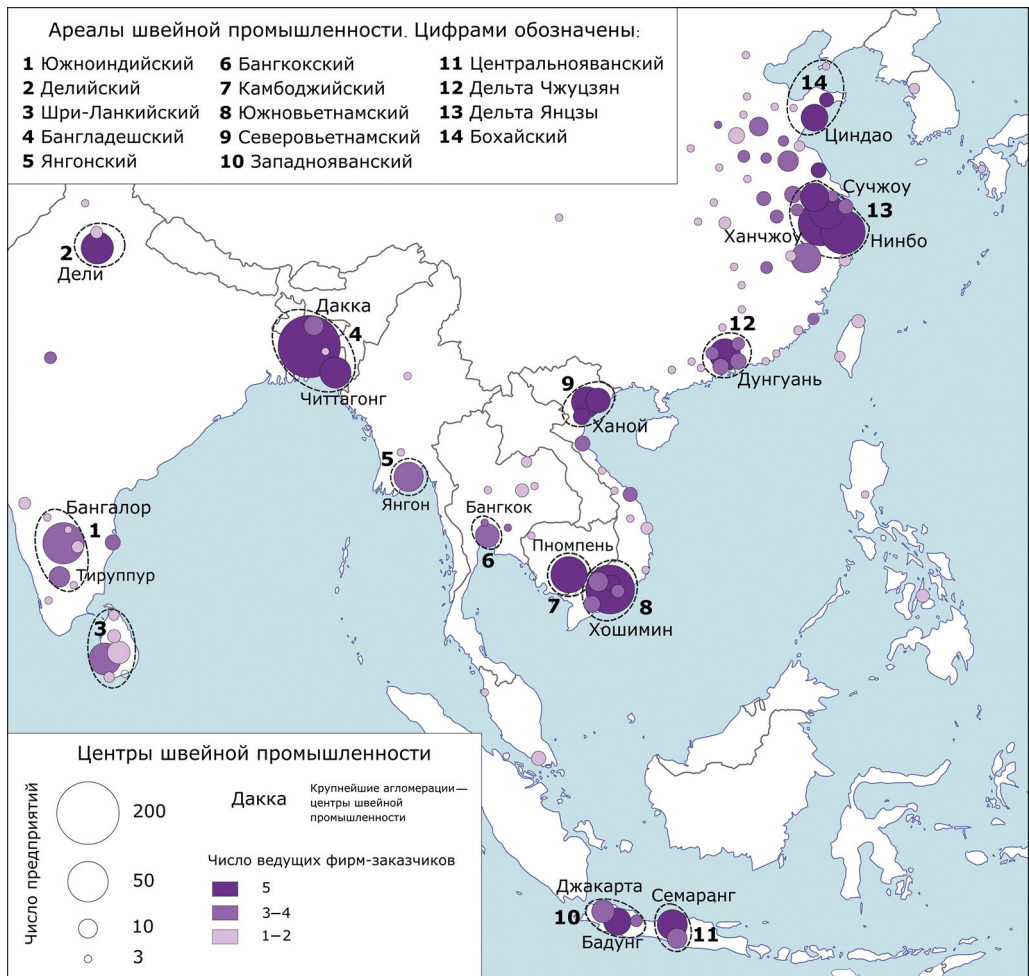 Ареалы швейной промышленности. Цифрами обозначены:
1 Южноиндийский
2 Делийский
3 Шри-Ланкийский
4 Бангладешский
5 Янгонский
6 Бангкокский
7 Камбоджийский
8 Южновьетнамский
9 Северовьетнамский
10 Западнояванский
11 Центральнояванский
12 Дельта Чжуцзян
13 Дельта Янцзы
14 Бохайский
14
Циндао
Сучжоу
13
Ханчжоу
Нинбо
2
Дели
Дакка
4
Читтагонг
12
Дунгуань
9
Ханой
5
Янгон
Бангалор
1
Тируппур
Бангкок
6
Пномпень
7
8
Хошимин
3
Центры швейной промышленности
Число предприятий
200
50
10
3
Дакка
Крупнейшие агломерации—
центры швейной
промышленности
Число ведущих фирм-заказчиков
5
3−4
1−2
Джакарта
Семаранг
10
Бадунг
11